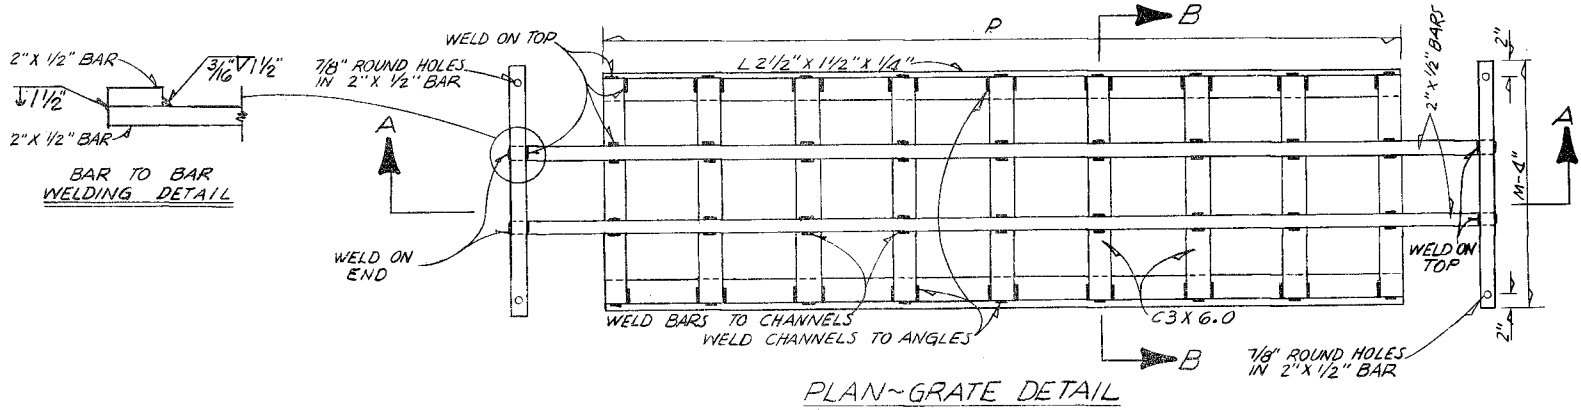 2" X 1/2" BAR
3/16" 1 1/2"
1 1/2"
2" X 1/2" BAR
BAR TO BAR
WELDING DETAIL
WELD ON TOP
7/8" ROUND HOLES
IN 2" X 1/2" BAR
A
WELD ON
END
P
B
L 2 1/2" X 1 1/2" X 1/4"
2" X 1/2" BARS
2"
A
M-4"
WELD ON
TOP
2"
WELD BARS TO CHANNELS
WELD CHANNELS TO ANGLES
C3 X 6.0
B
7/8" ROUND HOLES
IN 2" X 1/2" BAR
PLAN~GRATE DETAIL